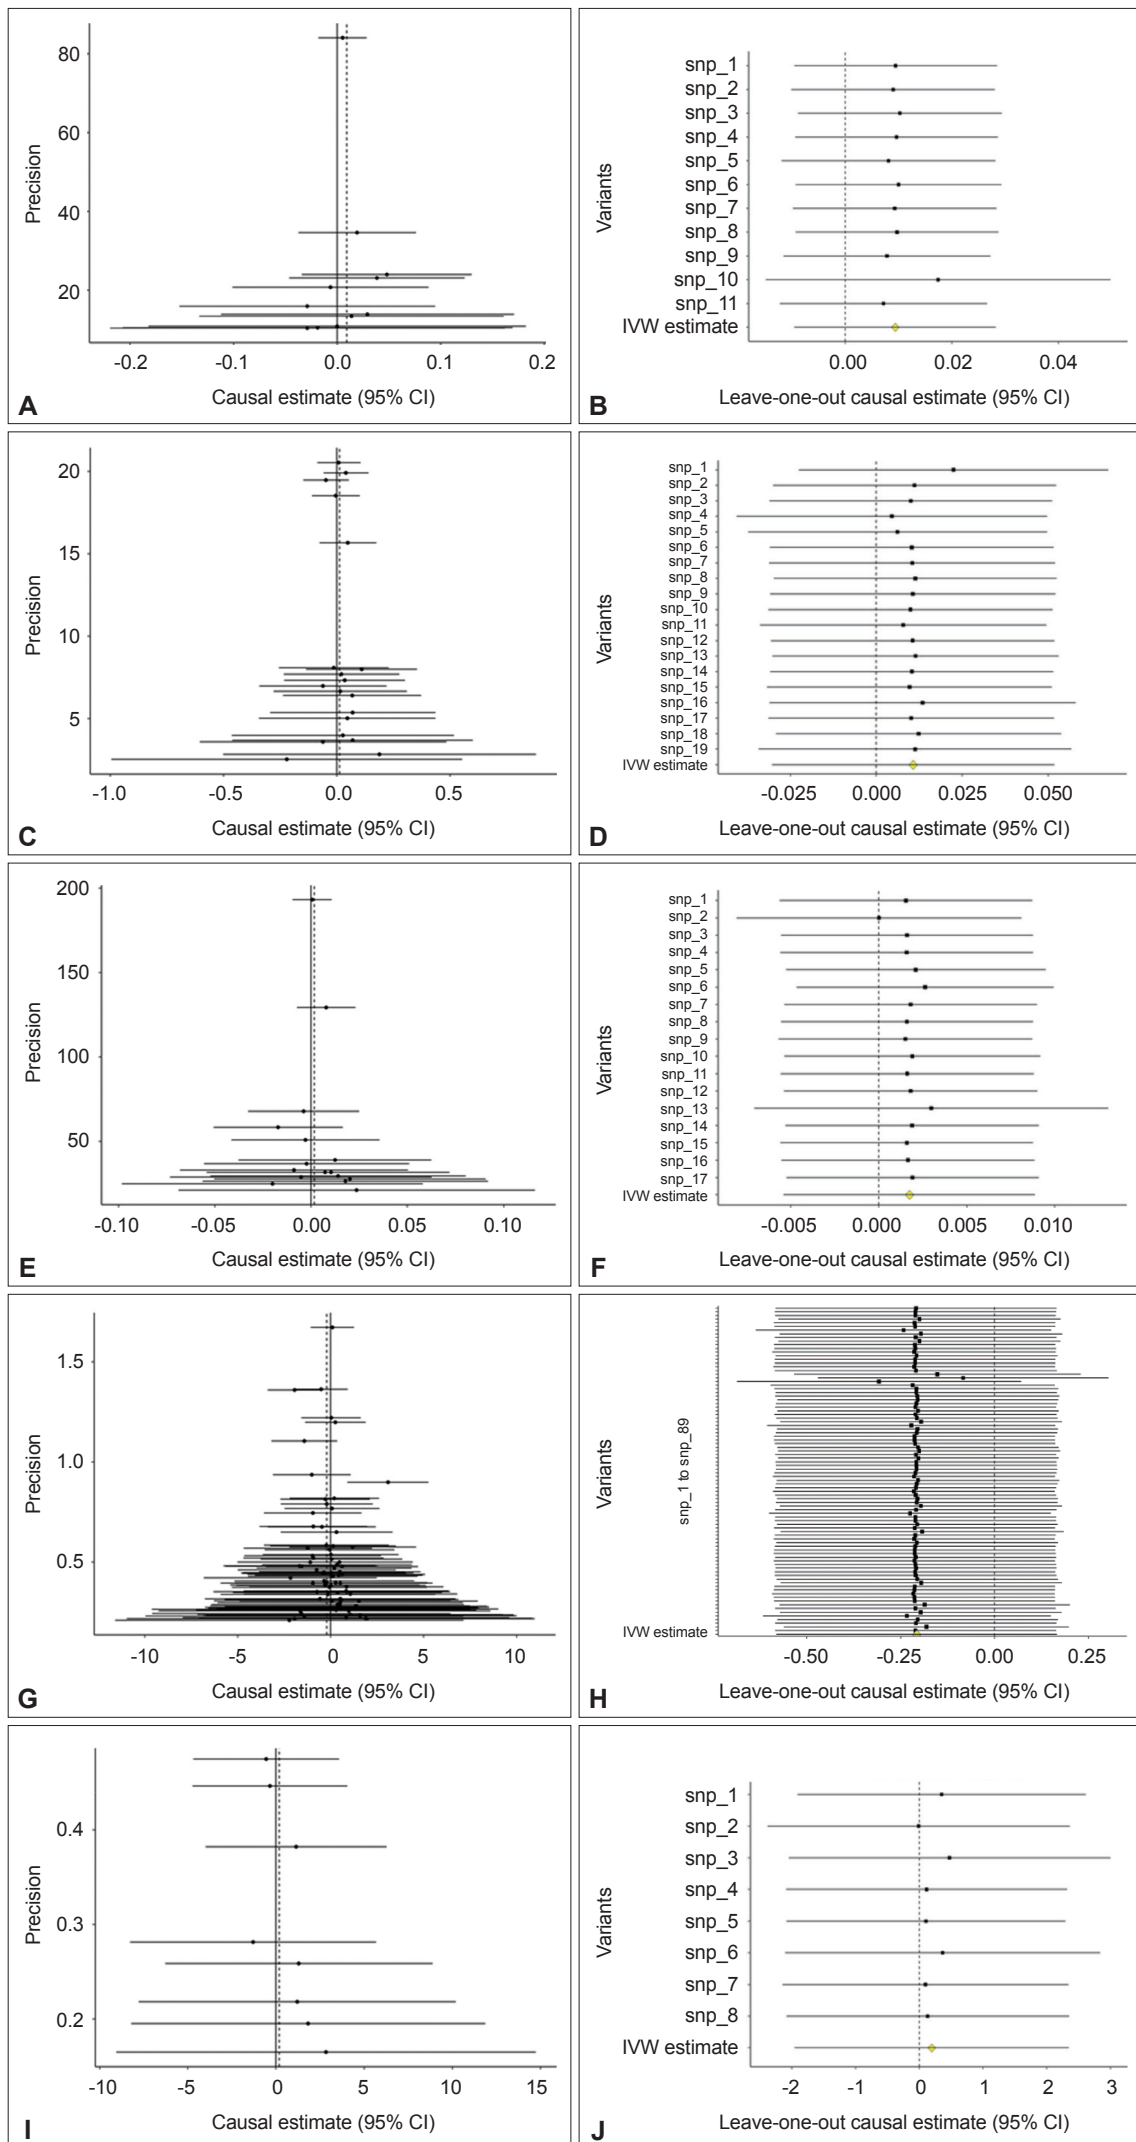 80
60
40
20
-0.2 -0.1 0.0 0.1 0.2
Precision
Causal estimate (95% CI)
A
snp_1
snp_2
snp_3
snp_4
snp_5
snp_6
snp_7
snp_8
snp_9
snp_10
snp_11
IVW estimate
Variants
0.00 0.02 0.04
Leave-one-out causal estimate (95% CI)
B
20
15
10
5
Precision
-1.0 -0.5 0.0 0.5
Causal estimate (95% CI)
C
snp_1
snp_2
snp_3
snp_4
snp_5
snp_6
snp_7
snp_8
snp_9
snp_10
snp_11
snp_12
snp_13
snp_14
snp_15
snp_16
snp_17
snp_18
snp_19
IVW estimate
Variants
-0.025 0.000 0.025 0.050
Leave-one-out causal estimate (95% CI)
D
200
150
100
50
Precision
-0.10 -0.05 0.00 0.05 0.10
Causal estimate (95% CI)
E
snp_1
snp_2
snp_3
snp_4
snp_5
snp_6
snp_7
snp_8
snp_9
snp_10
snp_11
snp_12
snp_13
snp_14
snp_15
snp_16
snp_17
IVW estimate
Variants
-0.005 0.000 0.005 0.010
Leave-one-out causal estimate (95% CI)
F
1.5
1.0
0.5
Precision
-10 -5 0 5 10
Causal estimate (95% CI)
G
Variants
snp_1 to snp_89
IVW estimate
-0.50 -0.25 0.00 0.25
Leave-one-out causal estimate (95% CI)
H
0.4
0.3
0.2
Precision
-10 -5 0 5 10 15
Causal estimate (95% CI)
I
snp_1
snp_2
snp_3
snp_4
snp_5
snp_6
snp_7
snp_8
IVW estimate
Variants
-2 -1 0 1 2 3
Leave-one-out causal estimate (95% CI)
J